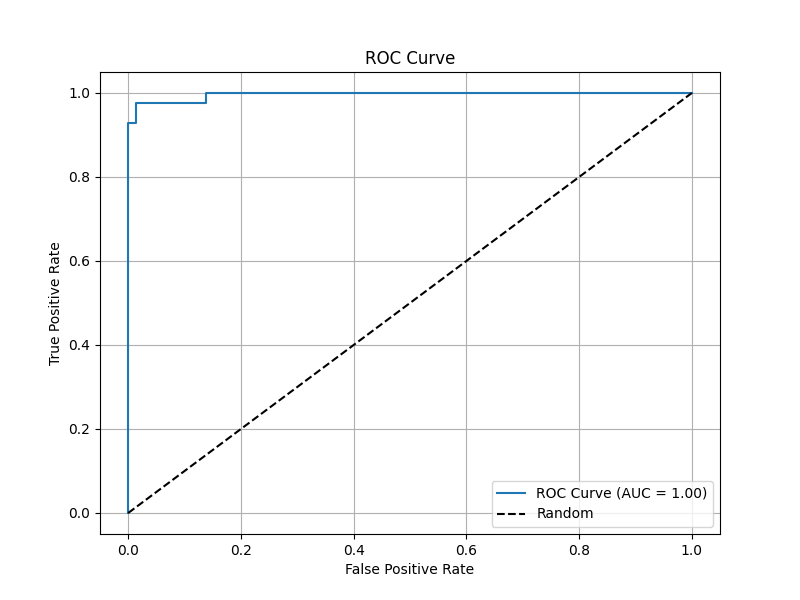 ROC Curve
True Positive Rate
1.0
0.8
0.6
0.4
0.2
0.0
ROC Curve (AUC = 1.00)
Random
0.0 0.2 0.4 0.6 0.8 1.0
False Positive Rate